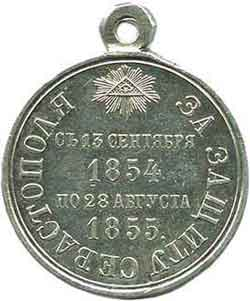 ЗА ЗАЩИТУ СЕВАСТОПОЛЯ
СЪ 13 СЕНТЯБРЯ
1854
ПО 28 АВГУСТА
1855.